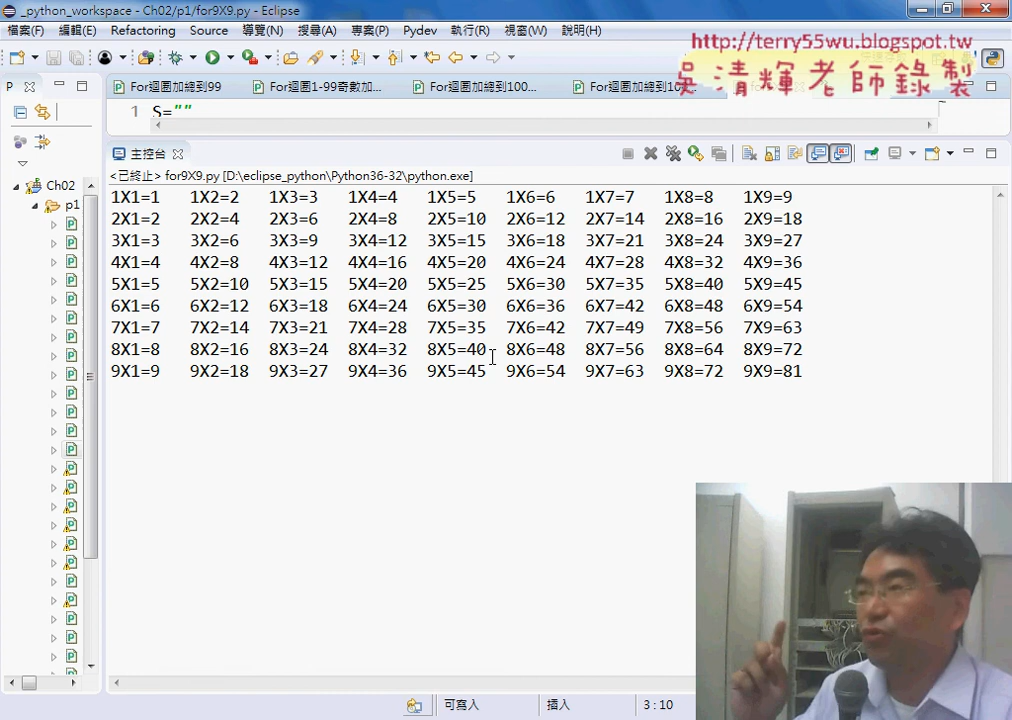 _python_workspace - Ch02/p1/for9X9.py - Eclipse
檔案(F) 編輯(E) Refactoring Source 導覽(N) 搜尋(A) 專案(P) Pydev 執行(R) 視窗(W) 說明(H)
http://terry55wu.blogspot.tw
吳清輝老師錄製
P For迴圈加總到99 For迴圈1-99奇數加... For迴圈加總到100...
1 S=""
主控台
<已終止> for9X9.py [D:\eclipse_python\Python36-32\python.exe]
Ch02
p1
1X1=1 1X2=2 1X3=3 1X4=4 1X5=5 1X6=6 1X7=7 1X8=8 1X9=9
2X1=2 2X2=4 2X3=6 2X4=8 2X5=10 2X6=12 2X7=14 2X8=16 2X9=18
3X1=3 3X2=6 3X3=9 3X4=12 3X5=15 3X6=18 3X7=21 3X8=24 3X9=27
4X1=4 4X2=8 4X3=12 4X4=16 4X5=20 4X6=24 4X7=28 4X8=32 4X9=36
5X1=5 5X2=10 5X3=15 5X4=20 5X5=25 5X6=30 5X7=35 5X8=40 5X9=45
6X1=6 6X2=12 6X3=18 6X4=24 6X5=30 6X6=36 6X7=42 6X8=48 6X9=54
7X1=7 7X2=14 7X3=21 7X4=28 7X5=35 7X6=42 7X7=49 7X8=56 7X9=63
8X1=8 8X2=16 8X3=24 8X4=32 8X5=40 8X6=48 8X7=56 8X8=64 8X9=72
9X1=9 9X2=18 9X3=27 9X4=36 9X5=45 9X6=54 9X7=63 9X8=72 9X9=81
可寫入 插入 3:10